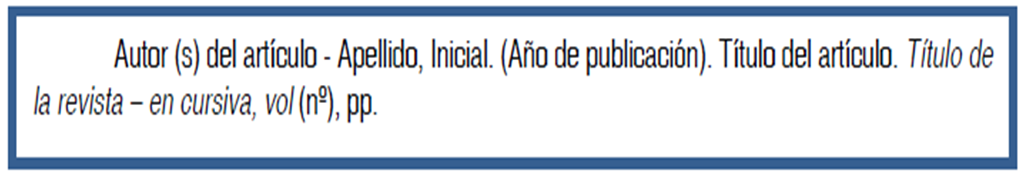 Autor (s) del artículo - Apellido, Inicial. (Año de publicación). Título del artículo. Título de
la revista – en cursiva, vol (nº), pp.